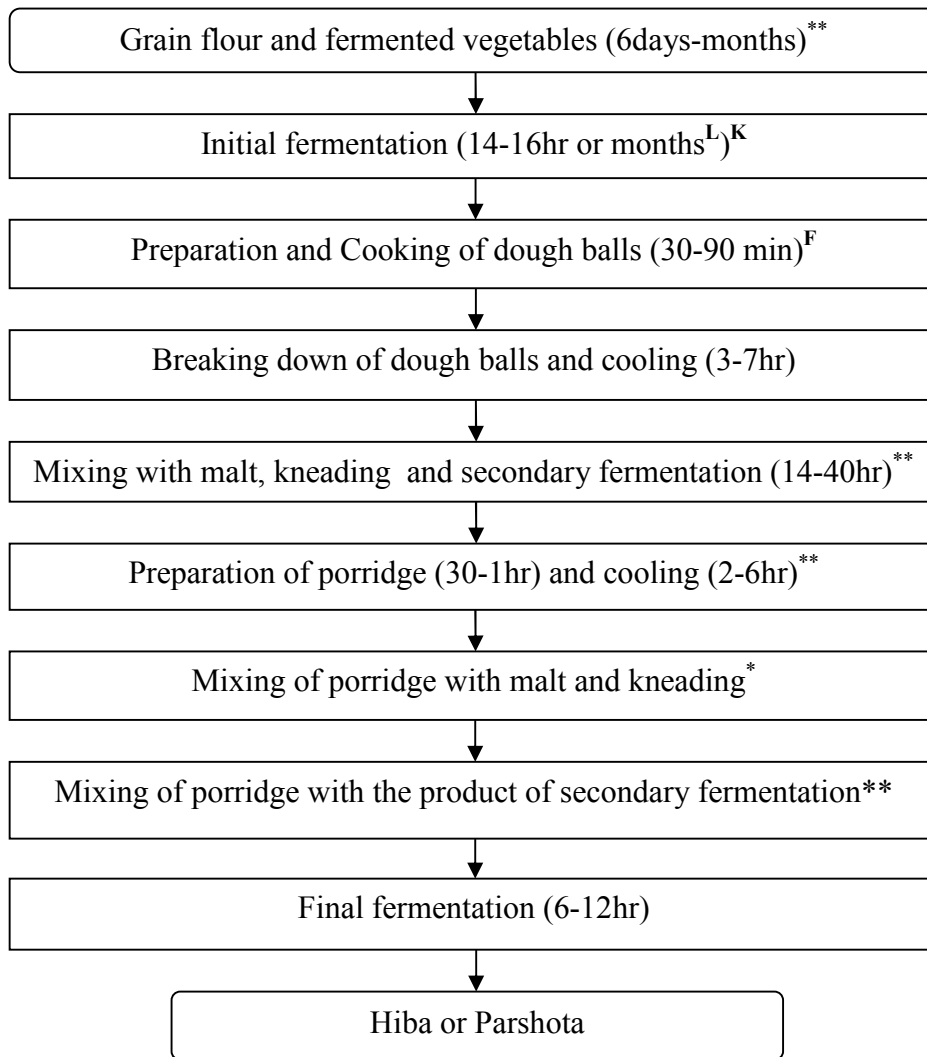 Grain flour and fermented vegetables (6days-months)**
Initial fermentation (14-16hr or monthsL)K
Preparation and Cooking of dough balls (30-90 min)F
Breaking down of dough balls and cooling (3-7hr)
Mixing with malt, kneading and secondary fermentation (14-40hr)**
Preparation of porridge (30-1hr) and cooling (2-6hr)**
Mixing of porridge with malt and kneading*
Mixing of porridge with the product of secondary fermentation**
Final fermentation (6-12hr)
Hiba or Parshota